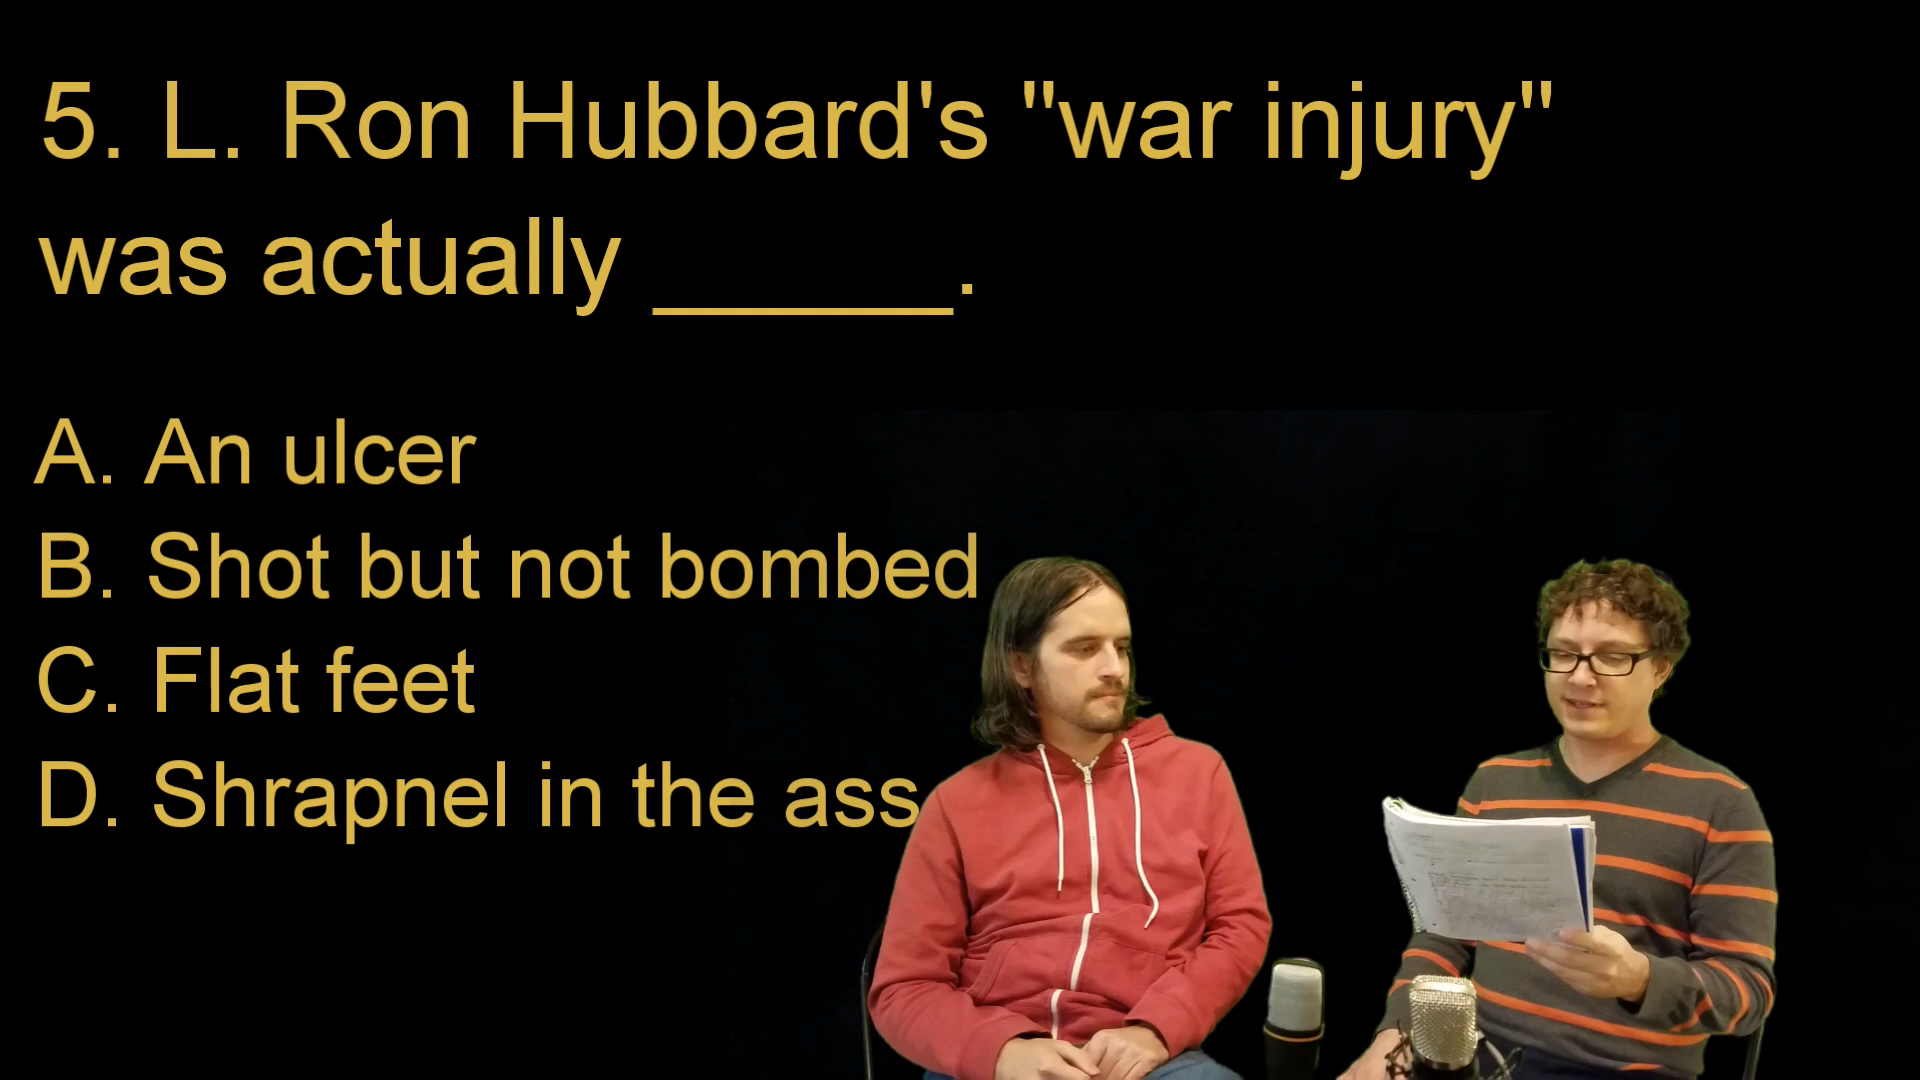 5. L. Ron Hubbard's "war injury"
was actually ______.
A. An ulcer
B. Shot but not bombed
C. Flat feet
D. Shrapnel in the ass